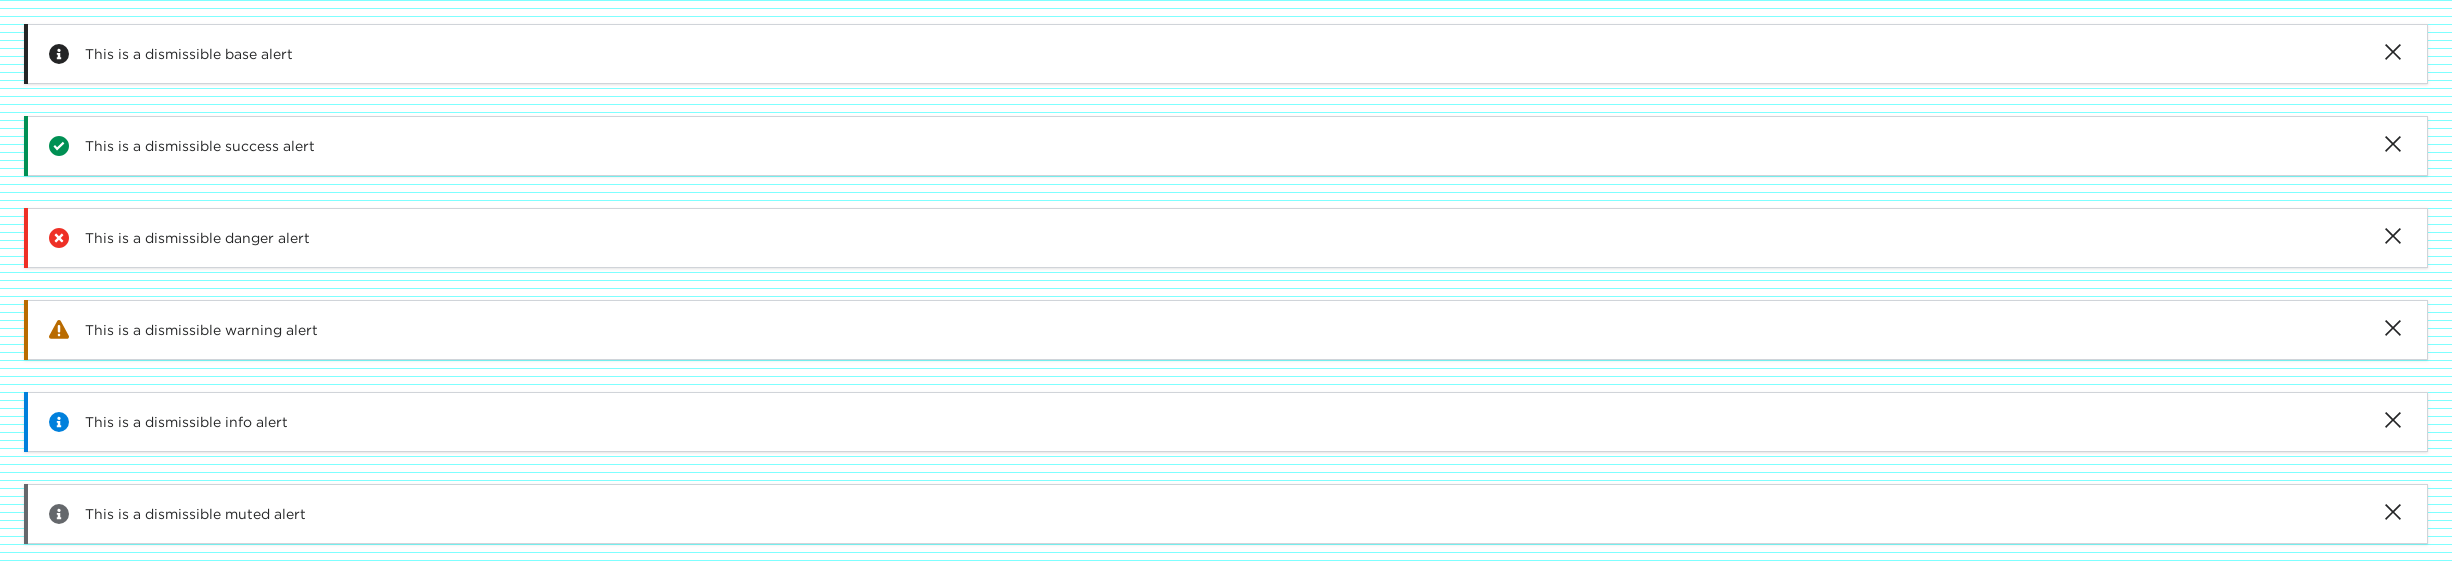 This is a dismissible base alert
This is a dismissible success alert
This is a dismissible danger alert
This is a dismissible warning alert
This is a dismissible info alert
This is a dismissible muted alert